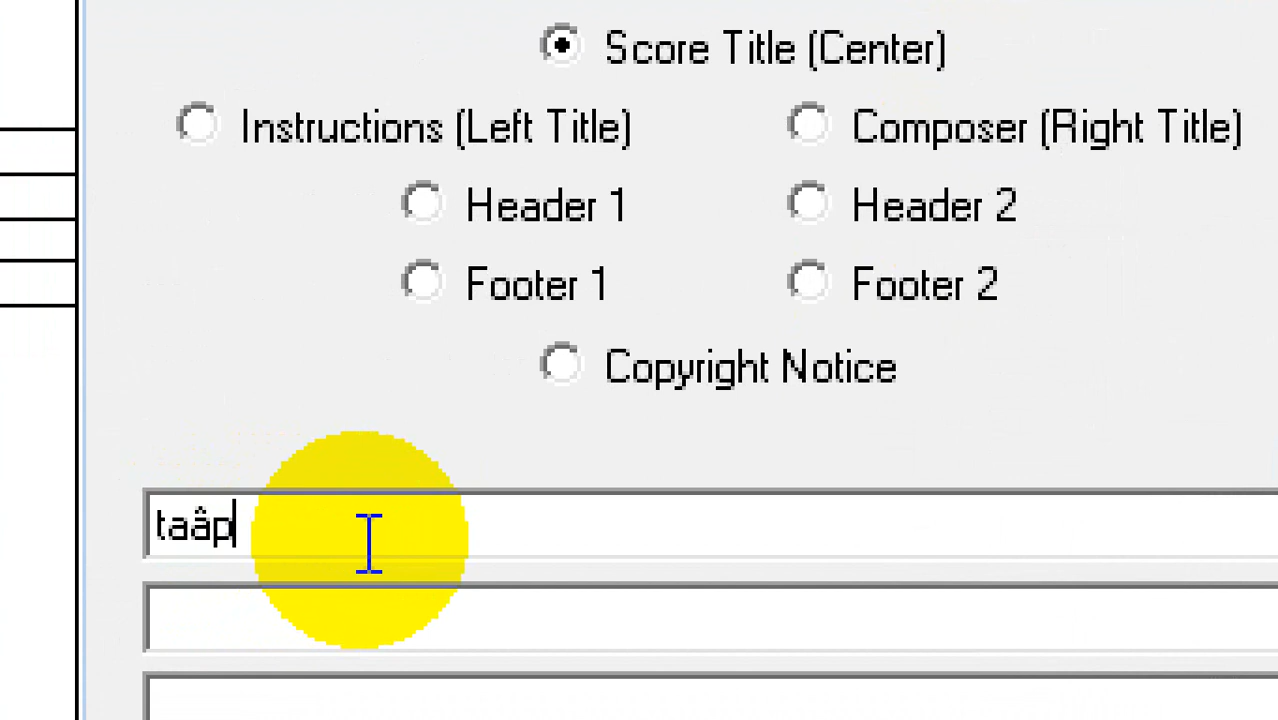 Score Title (Center)
Instructions (Left Title) Composer (Right Title)
Header 1 Header 2
Footer 1 Footer 2
Copyright Notice
taâp